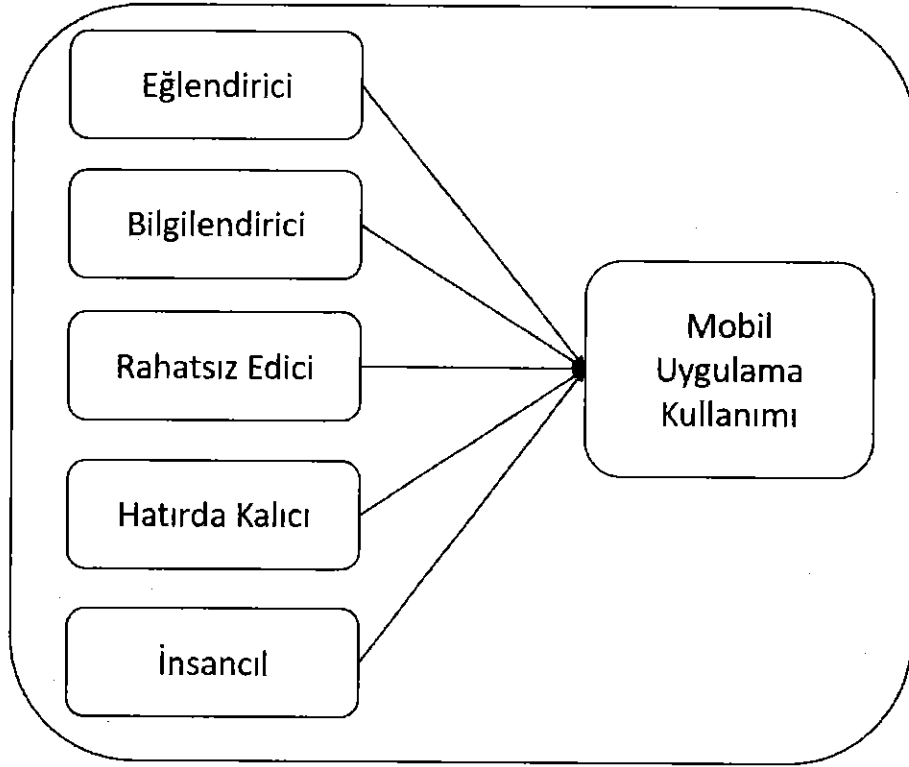 Eğlendirici
Bilgilendirici
Rahatsız Edici
Hatırda Kalıcı
İnsancıl
Mobil
Uygulama
Kullanımı